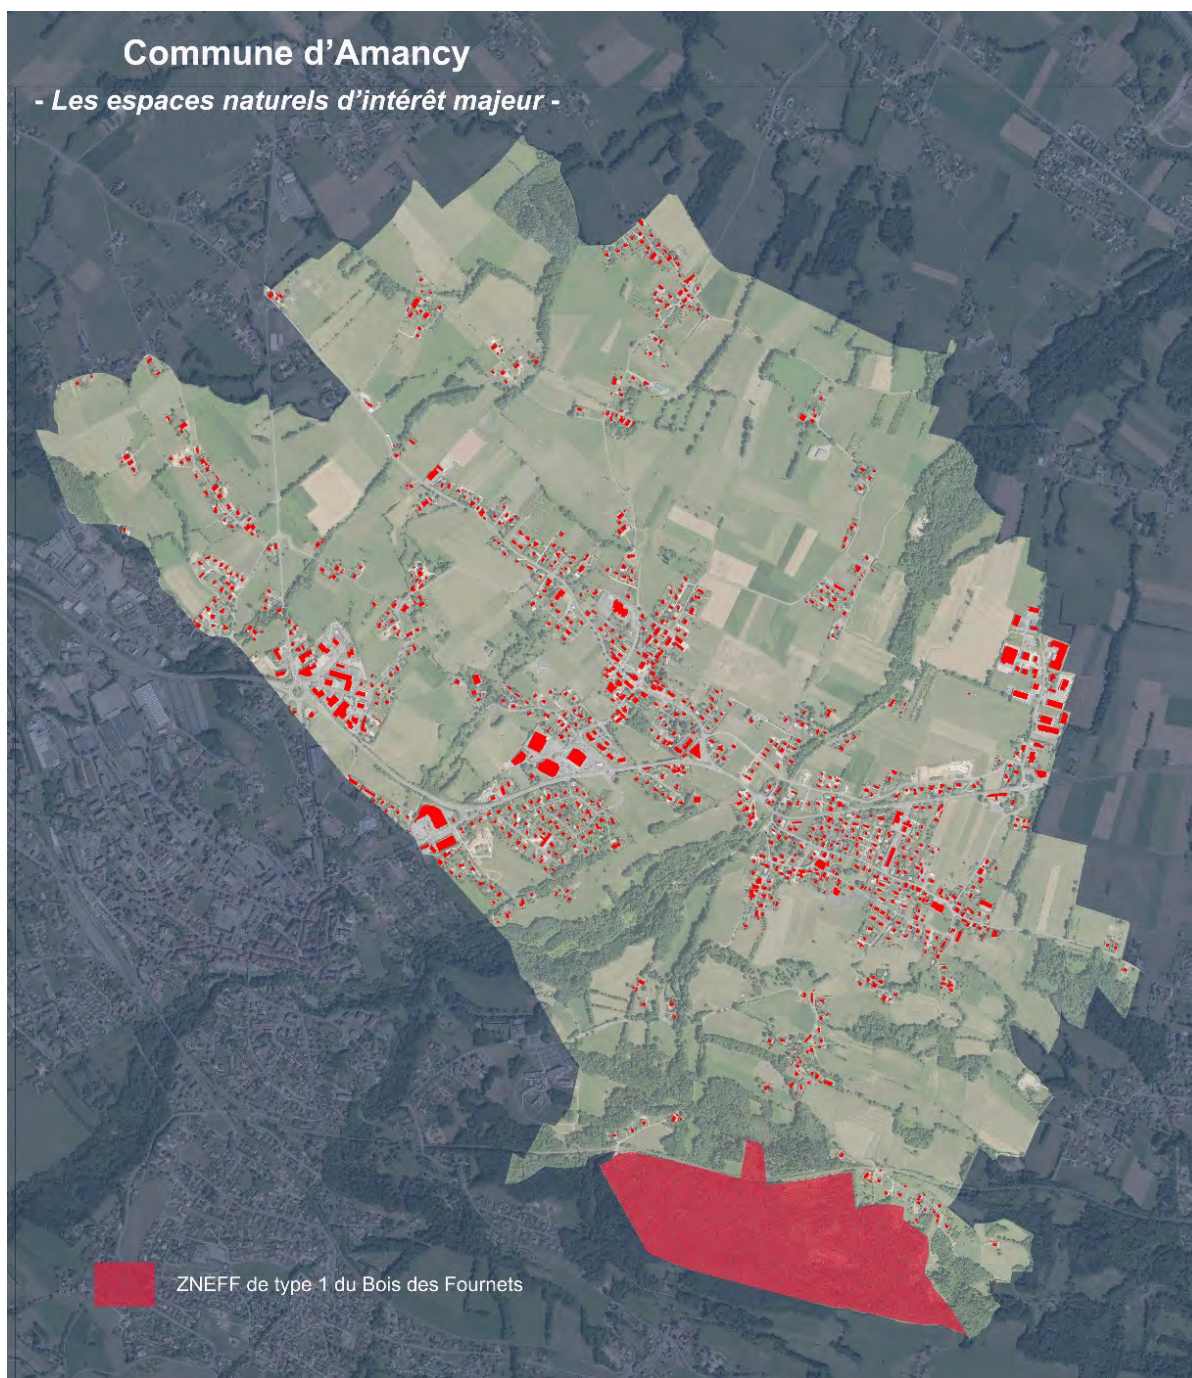 Commune d'Amancy
- Les espaces naturels d'intérêt majeur -
ZNEFF de type 1 du Bois des Fournets